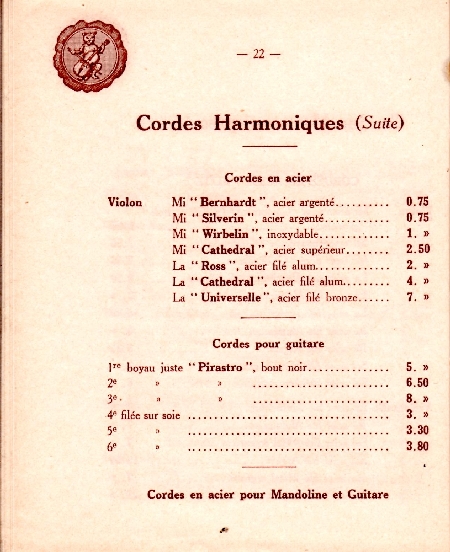 — 22 —
Cordes Harmoniques (Suite)
Cordes en acier
Violon Mi “ Bernhardt ”, acier argenté.......... 0.75
Mi “ Silverin ”, acier argenté............ 0.75
Mi “ Wirbelin ”, inoxydable............. 1. »
Mi “ Cathedral ”, acier supérieur........ 2.50
La “ Ross ”, acier filé alum............. 2. »
La “ Cathedral ”, acier filé alum........ 4. »
La “ Universelle ”, acier filé bronze...... 7. »
Cordes pour guitare
1re boyau juste “ Pirastro ”, bout noir............... 5. »
2e » » ......................... 6.50
3e » » ......................... 8. »
4e filée sur soie .................................... 3. »
5e » .................................... 3.30
6e » .................................... 3.80
Cordes en acier pour Mandoline et Guitare